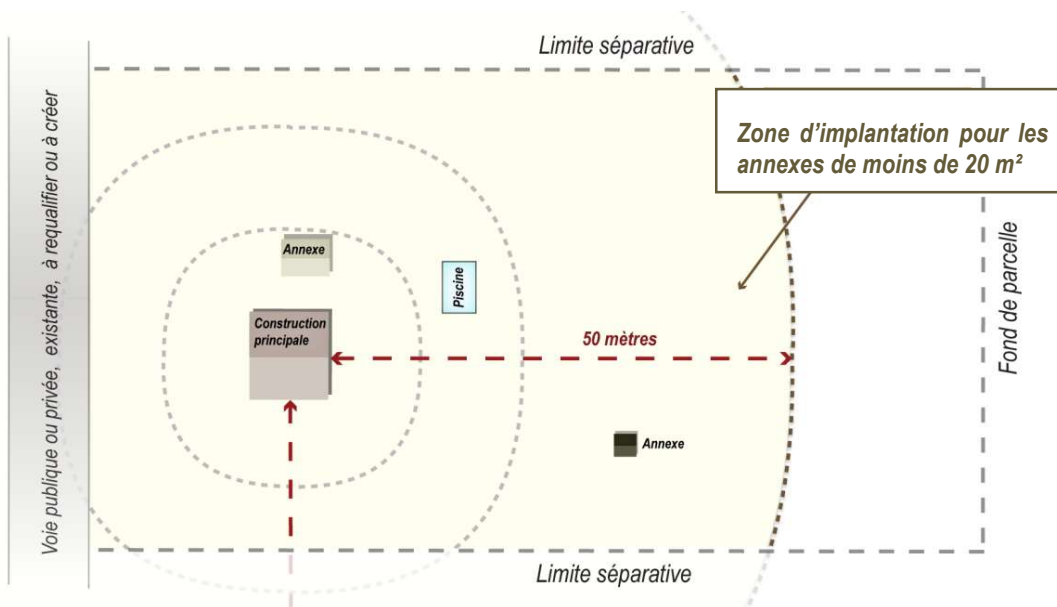 Limite séparative
Zone d’implantation pour les
annexes de moins de 20 m²
Voie publique ou privée, existante, à requalifier ou à créer
Annexe
Piscine
Construction
principale
50 mètres
Fond de parcelle
Annexe
Limite séparative